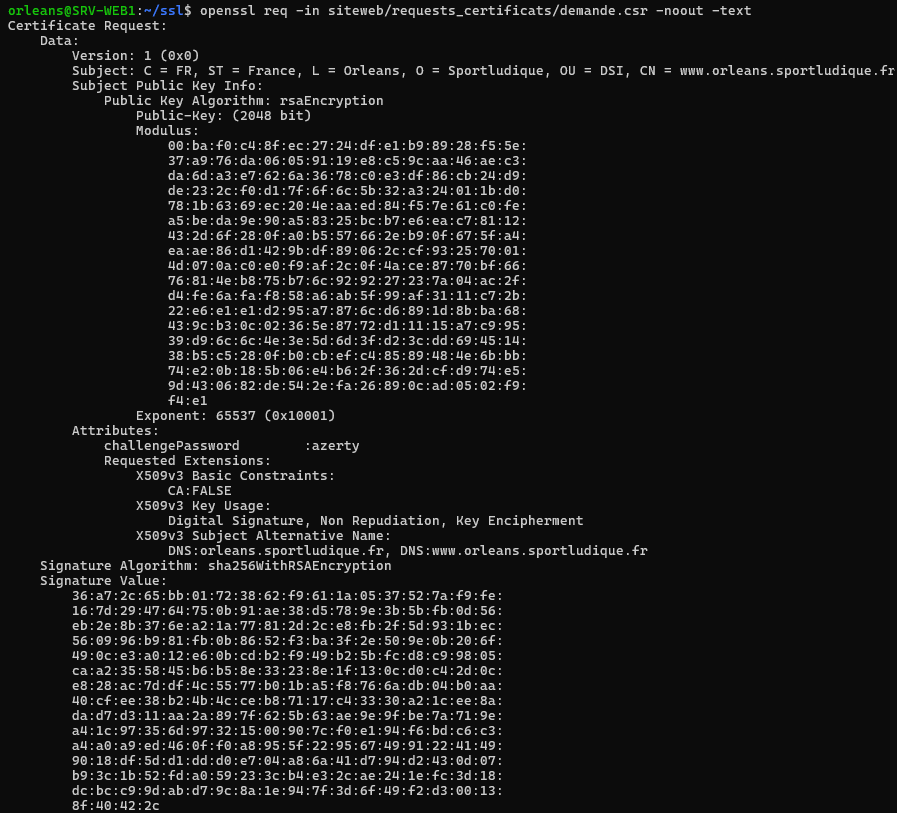 orleans@SRV-WEB1:~/ssl$ openssl req -in siteweb/requests_certificats/demande.csr -noout -text
Certificate Request:
    Data:
        Version: 1 (0x0)
        Subject: C = FR, ST = France, L = Orleans, O = Sportludique, OU = DSI, CN = www.orleans.sportludique.fr
        Subject Public Key Info:
            Public Key Algorithm: rsaEncryption
                Public-Key: (2048 bit)
                Modulus:
                    00:ba:f0:c4:8f:ec:27:24:df:e1:b9:89:28:f5:5e:
                    37:a9:76:da:06:05:91:19:e8:c5:9c:aa:46:ae:c3:
                    da:6d:a3:e7:62:6a:36:78:c0:e3:df:86:cb:24:d9:
                    de:23:2c:f0:d1:7f:6f:6c:5b:32:a3:24:01:1b:d0:
                    78:1b:63:69:ec:20:4e:aa:ed:84:f5:7e:61:c0:fe:
                    a5:be:da:9e:90:a5:83:25:bc:b7:e6:ea:c7:81:12:
                    43:2d:6f:28:0f:a0:b5:57:66:2e:b9:0f:67:5f:a4:
                    ea:ae:86:d1:42:9b:df:89:06:2c:cf:93:25:70:01:
                    4d:07:0a:c0:e0:f9:af:2c:0f:4a:ce:87:70:bf:66:
                    76:81:4e:b8:75:b7:6c:92:92:27:23:7a:04:ac:2f:
                    d4:fe:6a:fa:f8:58:a6:ab:5f:99:af:31:11:c7:2b:
                    22:e6:e1:e1:d2:95:a7:87:6c:d6:89:1d:8b:ba:68:
                    43:9c:b3:0c:02:36:5e:87:72:d1:11:15:a7:c9:95:
                    39:d9:6c:6c:4e:3e:5d:6d:3f:d2:3c:dd:69:45:14:
                    38:b5:c5:28:0f:b0:cb:ef:c4:85:89:48:4e:6b:bb:
                    74:e2:0b:18:5b:06:e4:b6:2f:36:2d:cf:d9:74:e5:
                    9d:43:06:82:de:54:2e:fa:26:89:0c:ad:05:02:f9:
                    f4:e1
                Exponent: 65537 (0x10001)
        Attributes:
            challengePassword        :azerty
            Requested Extensions:
                X509v3 Basic Constraints:
                    CA:FALSE
                X509v3 Key Usage:
                    Digital Signature, Non Repudiation, Key Encipherment
                X509v3 Subject Alternative Name:
                    DNS:orleans.sportludique.fr, DNS:www.orleans.sportludique.fr
    Signature Algorithm: sha256WithRSAEncryption
    Signature Value:
        36:a7:2c:65:bb:01:72:38:62:f9:61:1a:05:37:52:7a:f9:fe:
        16:7d:29:47:64:75:0b:91:ae:38:d5:78:9e:3b:5b:fb:0d:56:
        eb:2e:8b:37:6e:a2:1a:77:81:2d:2c:e8:fb:2f:5d:93:1b:ec:
        56:09:96:b9:81:fb:0b:86:52:f3:ba:3f:2e:50:9e:0b:20:6f:
        49:0c:e3:a0:12:e6:0b:cd:b2:f9:49:b2:5b:fc:d8:c9:98:05:
        ca:a2:35:58:45:b6:b5:8e:33:23:8e:1f:13:0c:d0:c4:2d:0c:
        e8:28:ac:7d:df:4c:55:77:b0:1b:a5:f8:76:6a:db:04:b0:aa:
        40:cf:ee:38:b2:4b:4c:ce:b8:71:17:c4:33:30:a2:1c:ee:8a:
        da:d7:d3:11:aa:2a:89:7f:62:5b:63:ae:9e:9f:be:7a:71:9e:
        a4:1c:97:35:6d:97:32:15:00:90:7c:f0:e1:94:f6:bd:c6:c3:
        a4:a0:a9:ed:46:0f:f0:a8:95:5f:22:95:67:49:91:22:41:49:
        90:18:df:5d:d1:dd:d0:e7:04:a8:6a:41:d7:94:d2:43:0d:07:
        b9:3c:1b:52:fd:a0:59:23:3c:b4:e3:2c:ae:24:1e:fc:3d:18:
        dc:bc:c9:9d:ab:d7:9c:8a:1e:94:7f:3d:6f:49:f2:d3:00:13:
        8f:40:42:2c